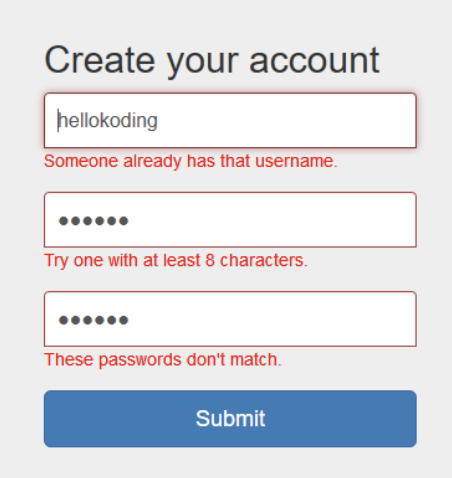 Create your account
hellokoding
Someone already has that username.
••••••
Try one with at least 8 characters.
••••••
These passwords don't match.
Submit